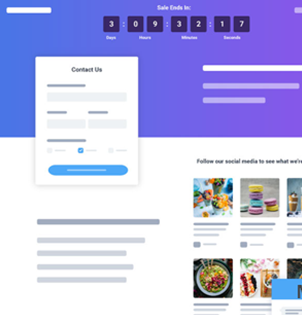 Sale Ends In:
3 : 0 9 : 3 2 : 1 7
Days Hours Minutes Seconds
Contact Us
Follow our social media to see what we're